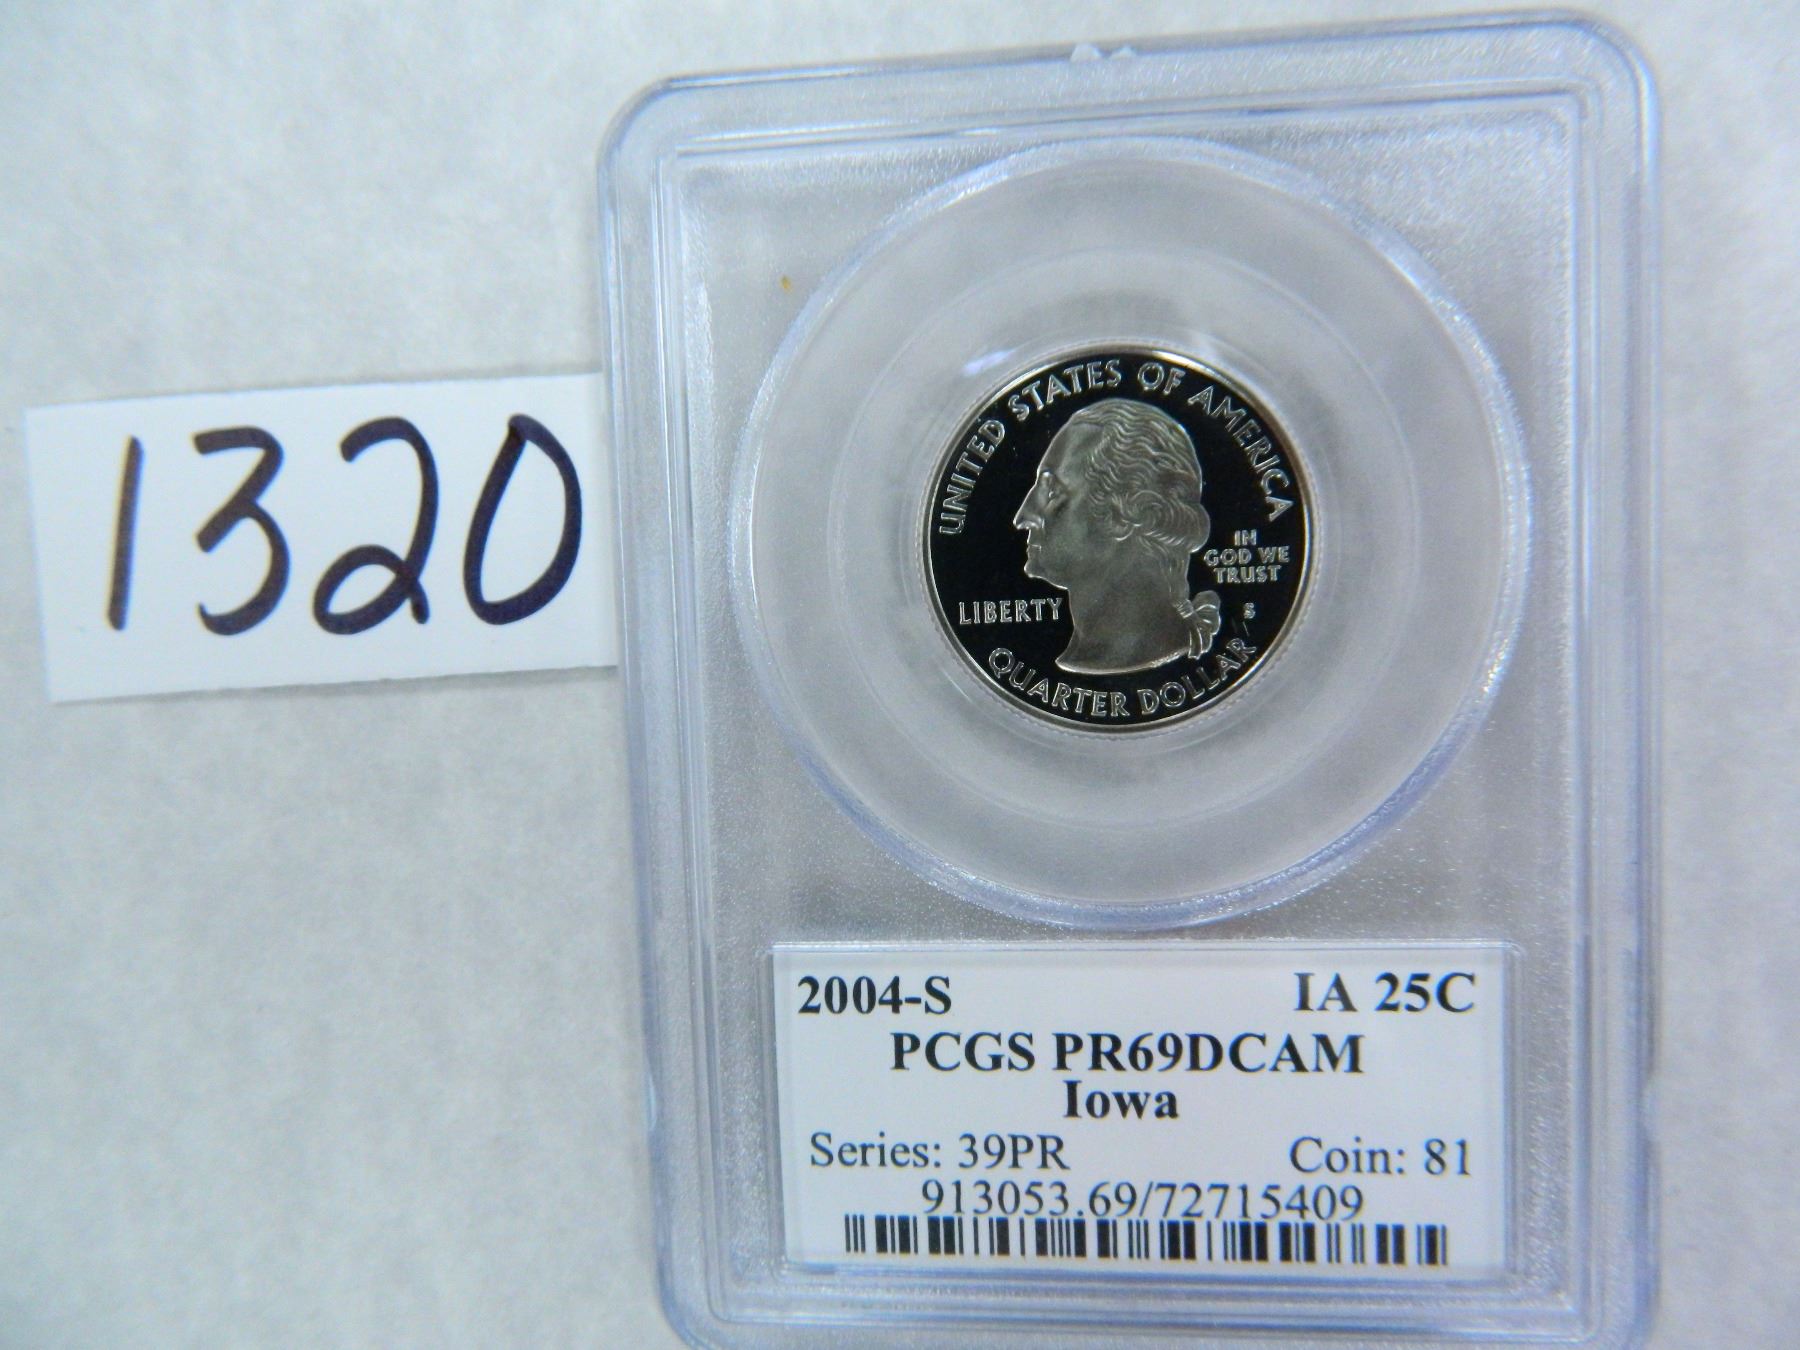 1320
UNITED STATES OF AMERICA
IN
GOD WE
TRUST
LIBERTY
S
QUARTER DOLLAR
2004-S IA 25C
PCGS PR69DCAM
Iowa
Series: 39PR Coin: 81
913053.69/72715409